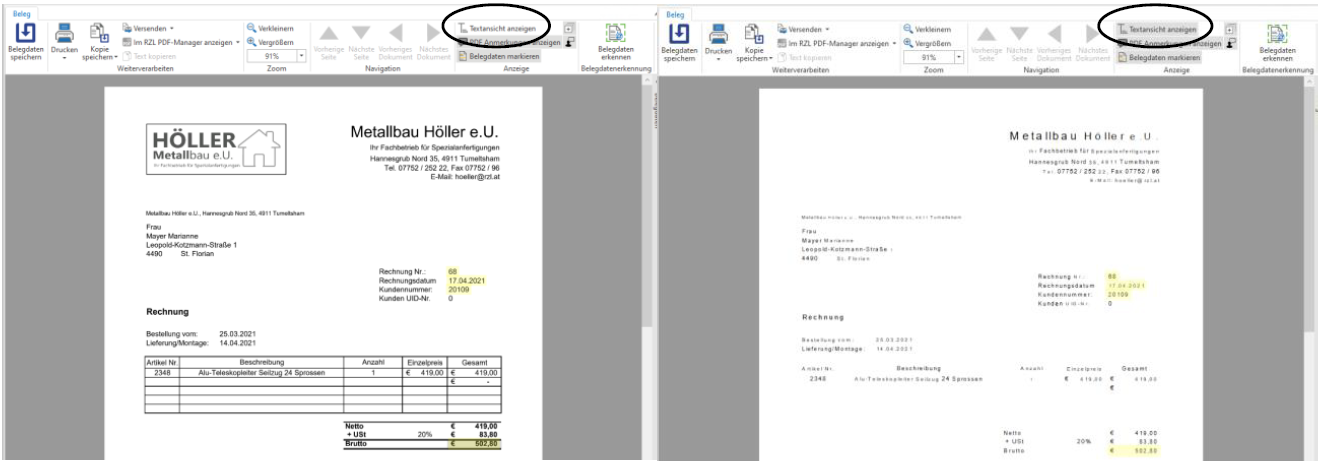 Beleg
Belegdaten speichern
Drucken
Kopie speichern
Versenden
Im RZL PDF-Manager anzeigen
Text kopieren
Weiterverarbeiten
Verkleinern
Vergrößern
91%
Zoom
Vorherige Seite
Nächste Seite
Vorheriges Dokument
Nächstes Dokument
Navigation
Textansicht anzeigen
PDF Anmerkungen anzeigen
Belegdaten markieren
Anzeige
Belegdaten erkennen
Belegdatenerkennung
HÖLLER
Metallbau e.U.
Ihr Fachbetrieb für Spezialanfertigungen
Metallbau Höller e.U.
Ihr Fachbetrieb für Spezialanfertigungen
Hannesgrub Nord 35, 4911 Tumeltsham
Tel. 07752 / 252 22, Fax 07752 / 96
E-Mail: hoeller@rzl.at
Metallbau Höller e.U., Hannesgrub Nord 35, 4911 Tumeltsham
Frau
Mayer Marianne
Leopold-Kotzmann-Straße 1
4490 St. Florian
Rechnung Nr.: 68
Rechnungsdatum 17.04.2021
Kundennummer: 20109
Kunden UID-Nr. 0
Rechnung
Bestellung vom: 25.03.2021
Lieferung/Montage: 14.04.2021
Artikel Nr. Beschreibung Anzahl Einzelpreis Gesamt
2348 Alu-Teleskopleiter Seilzug 24 Sprossen 1 € 419,00 € 419,00
€ -
Netto € 419,00
+ USt 20% € 83,80
Brutto € 502,80
Beleg
Belegdaten speichern
Drucken
Kopie speichern
Versenden
Im RZL PDF-Manager anzeigen
Text kopieren
Weiterverarbeiten
Verkleinern
Vergrößern
91%
Zoom
Vorherige Seite
Nächste Seite
Vorheriges Dokument
Nächstes Dokument
Navigation
Textansicht anzeigen
PDF Anmerkungen anzeigen
Belegdaten markieren
Anzeige
Belegdaten erkennen
Belegdatenerkennung
Metallbau Höller e.U.
Ihr Fachbetrieb für Spezialanfertigungen
Hannesgrub Nord 35, 4911 Tumeltsham
Tel. 07752 / 252 22, Fax 07752 / 96
E-Mail: hoeller@rzl.at
Metallbau Höller e.U., Hannesgrub Nord 35, 4911 Tumeltsham
Frau
Mayer Marianne
Leopold-Kotzmann-Straße 1
4490 St. Florian
Rechnung Nr.: 68
Rechnungsdatum 17.04.2021
Kundennummer: 20109
Kunden UID-Nr. 0
Rechnung
Bestellung vom: 25.03.2021
Lieferung/Montage: 14.04.2021
Artikel Nr. Beschreibung Anzahl Einzelpreis Gesamt
2348 Alu-Teleskopleiter Seilzug 24 Sprossen 1 € 419,00 € 419,00
€
Netto € 419,00
+ USt 20% € 83,80
Brutto € 502,80